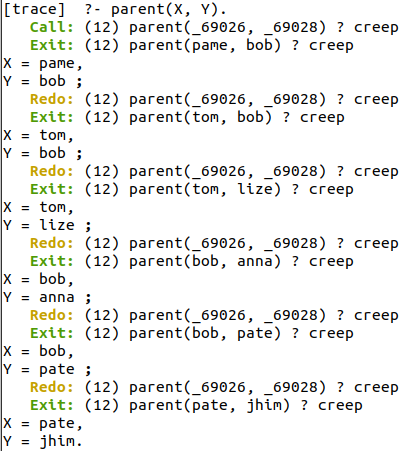 [trace]  ?- parent(X, Y).
   Call: (12) parent(_69026, _69028) ? creep
   Exit: (12) parent(pame, bob) ? creep
X = pame,
Y = bob ;
   Redo: (12) parent(_69026, _69028) ? creep
   Exit: (12) parent(tom, bob) ? creep
X = tom,
Y = bob ;
   Redo: (12) parent(_69026, _69028) ? creep
   Exit: (12) parent(tom, lize) ? creep
X = tom,
Y = lize ;
   Redo: (12) parent(_69026, _69028) ? creep
   Exit: (12) parent(bob, anna) ? creep
X = bob,
Y = anna ;
   Redo: (12) parent(_69026, _69028) ? creep
   Exit: (12) parent(bob, pate) ? creep
X = bob,
Y = pate ;
   Redo: (12) parent(_69026, _69028) ? creep
   Exit: (12) parent(pate, jhim) ? creep
X = pate,
Y = jhim.